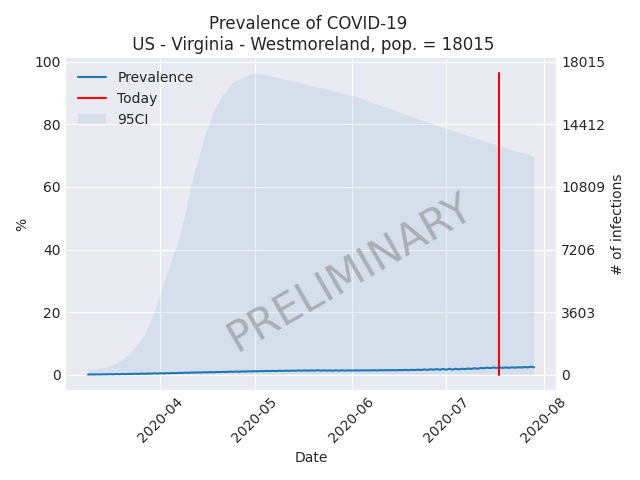 Prevalence of COVID-19
US - Virginia - Westmoreland, pop. = 18015
Prevalence
Today
95CI
100
80
60
40
20
0
%
18015
14412
10809
7206
3603
0
# of infections
PRELIMINARY
2020-04
2020-05
2020-06
2020-07
2020-08
Date